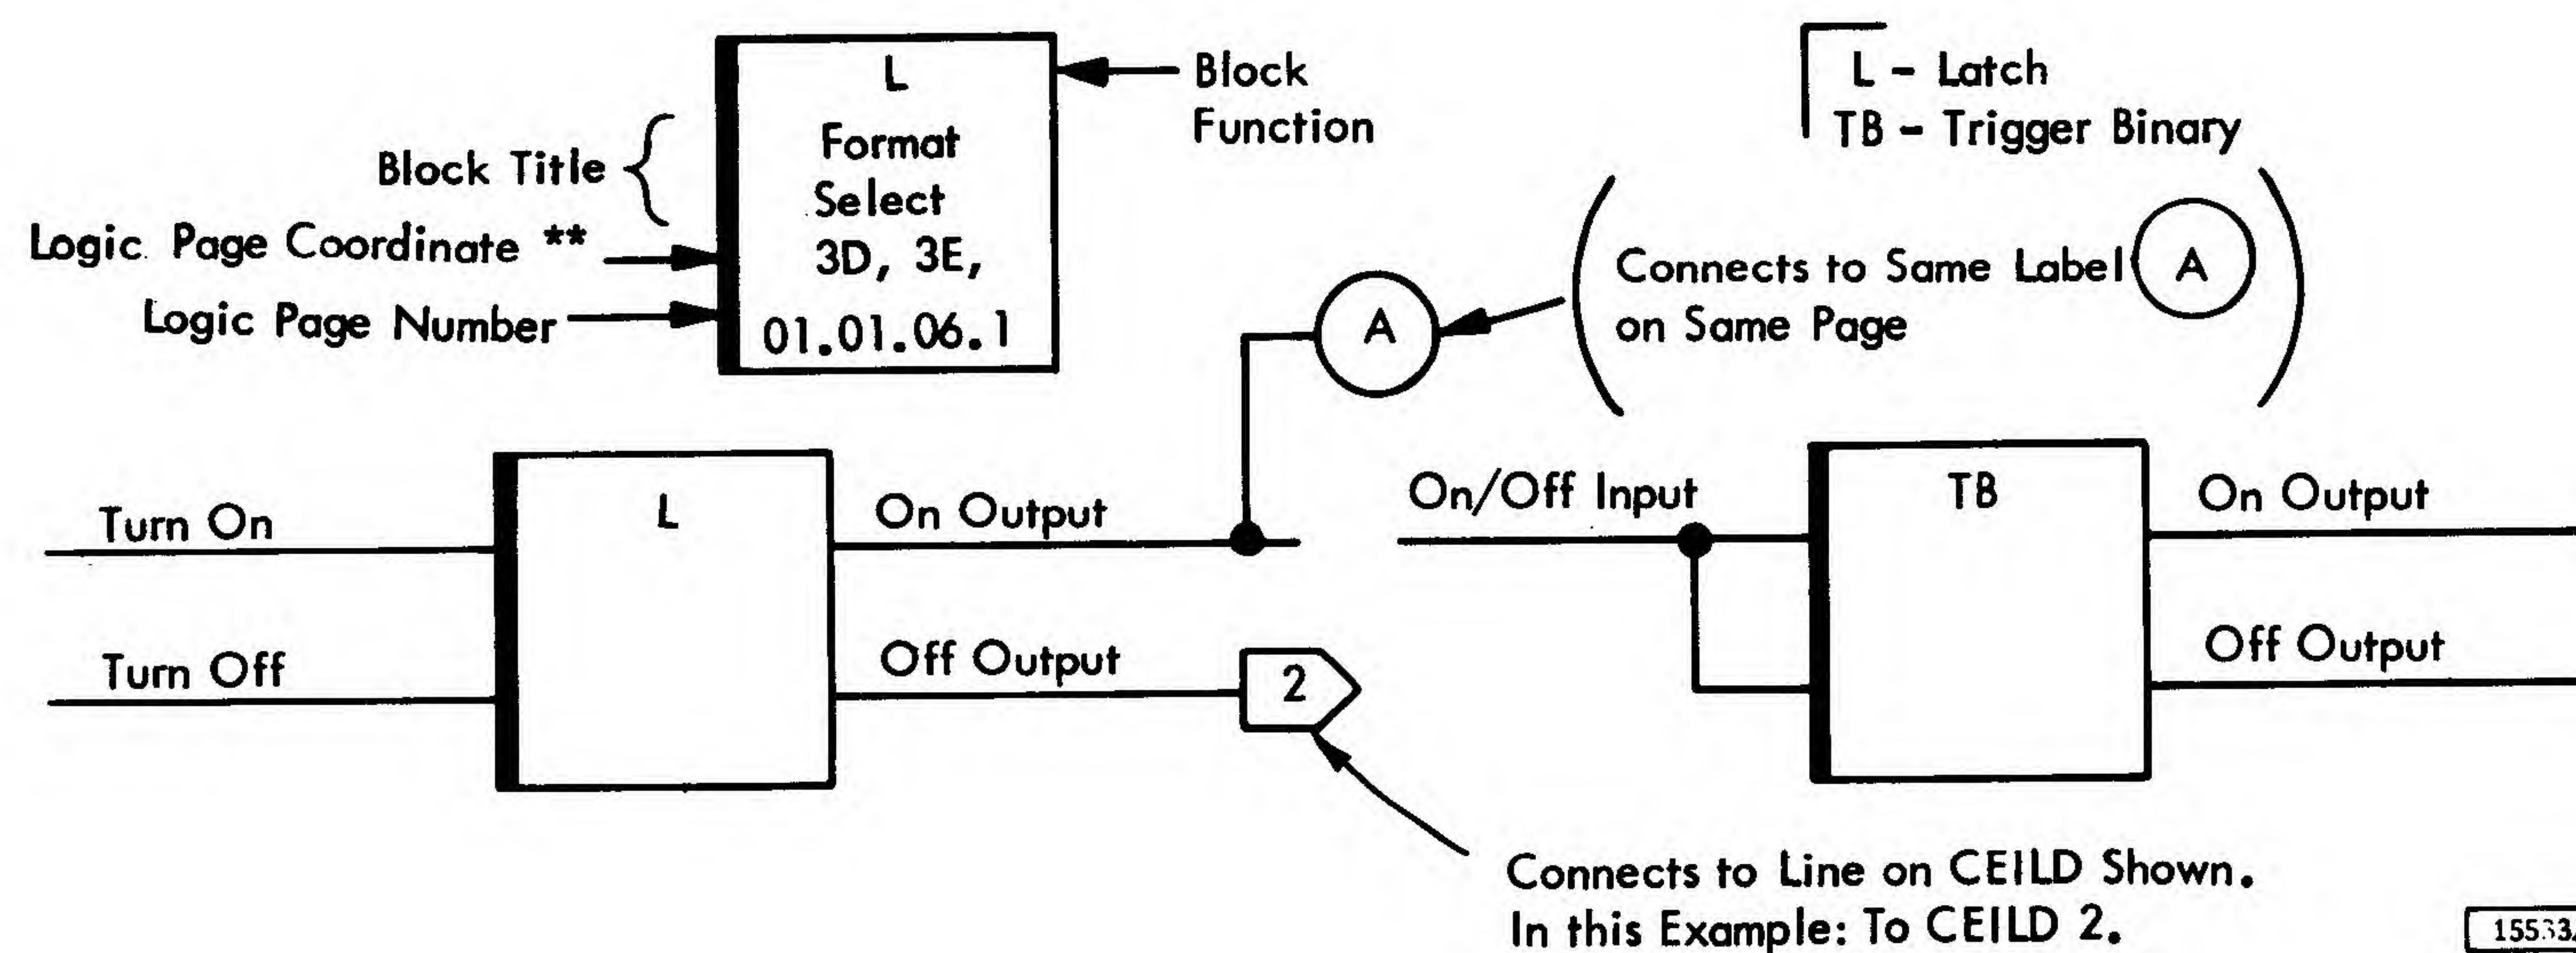 L
Format
Select
3D, 3E,
01.01.06.1
Block Title
Logic Page Coordinate **
Logic Page Number
Block
Function
L - Latch
TB - Trigger Binary
A
Connects to Same Label A
on Same Page
Turn On
Turn Off
L
On Output
Off Output
2
On/Off Input
TB
On Output
Off Output
Connects to Line on CEILD Shown.
In this Example: To CEILD 2.